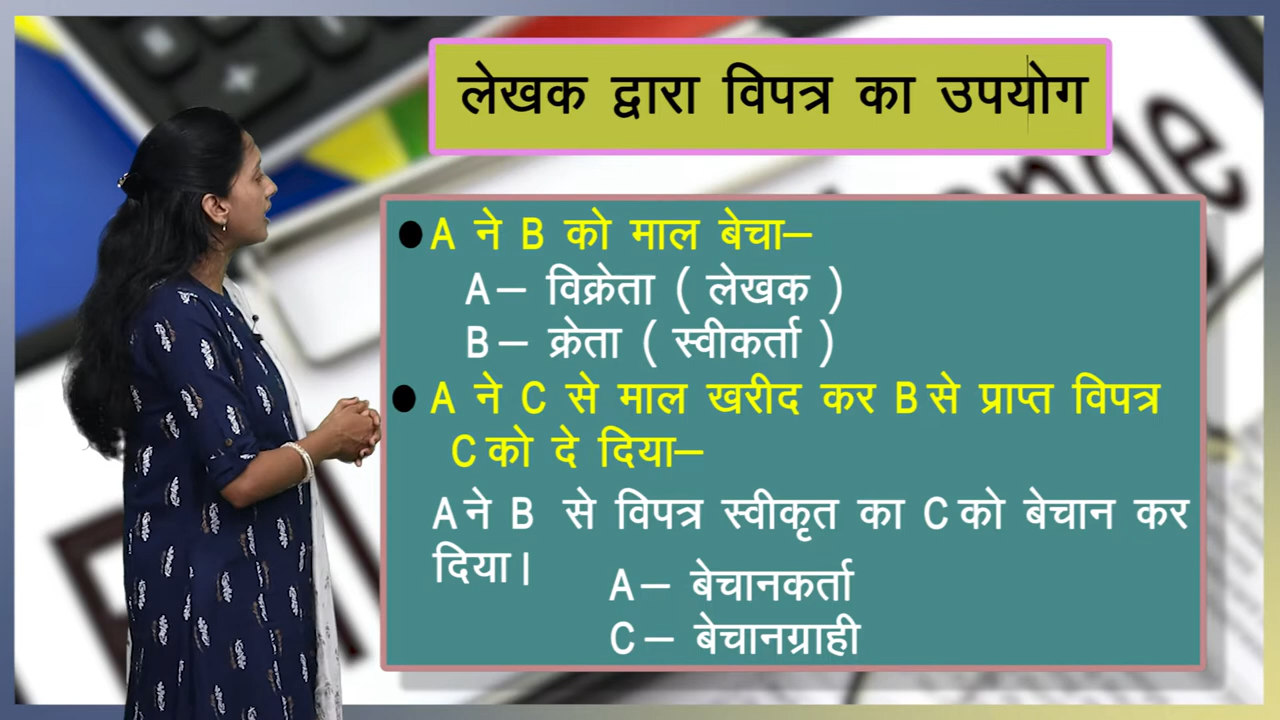 लेखक द्वारा विपत्र का उपयोग
● A ने B को माल बेचा—
A— विक्रेता ( लेखक )
B— क्रेता ( स्वीकर्ता )
● A ने C से माल खरीद कर B से प्राप्त विपत्र
C को दे दिया—
A ने B से विपत्र स्वीकृत का C को बेचान कर
दिया।
A— बेचानकर्ता
C— बेचानग्राही